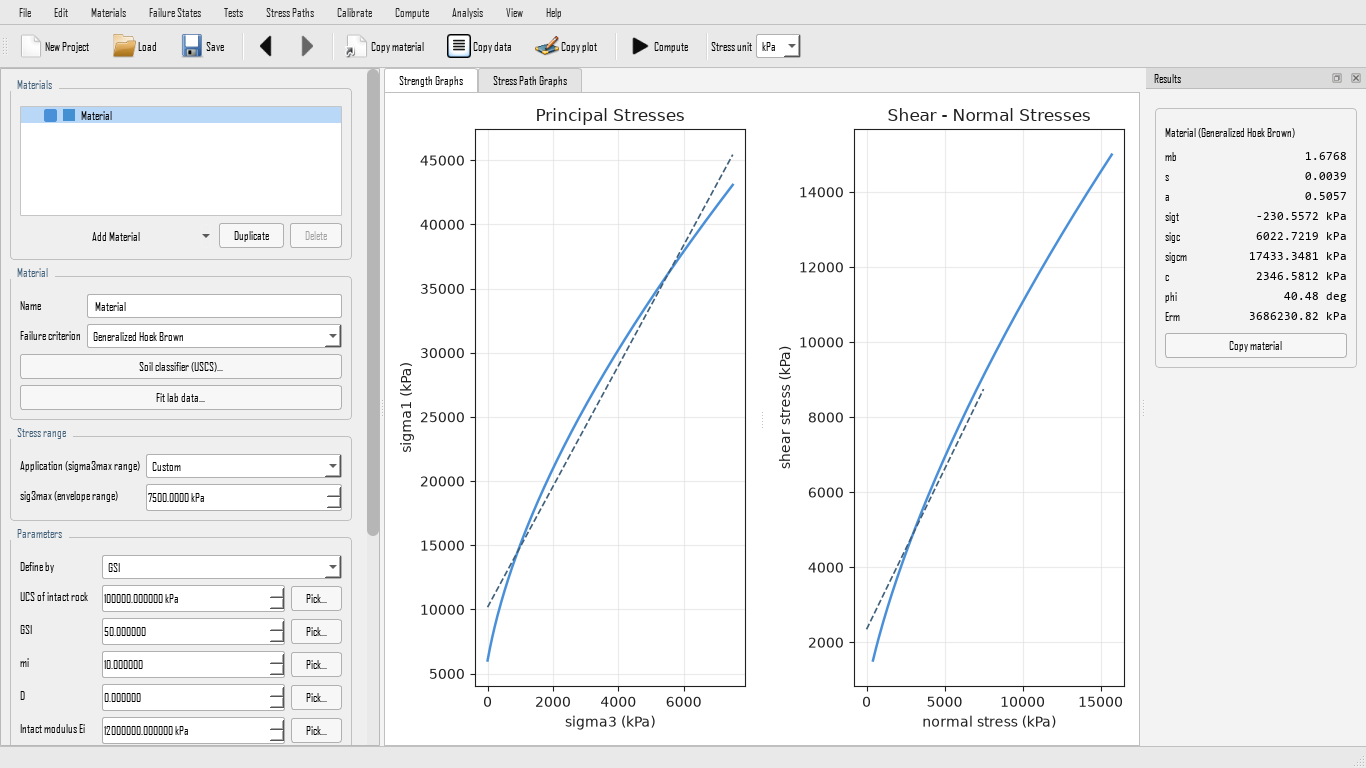 File Edit Materials Failure States Tests Stress Paths Calibrate Compute Analysis View Help
New Project Load Save Copy material Copy data Copy plot Compute Stress unit kPa
Materials
Material
Add Material Duplicate Delete
Material
Name Material
Failure criterion Generalized Hoek Brown
Soil classifier (USCS)...
Fit lab data...
Stress range
Application (sigma3max range) Custom
sig3max (envelope range) 7500.0000 kPa
Parameters
Define by GSI
UCS of intact rock 100000.000000 kPa Pick...
GSI 50.000000 Pick...
mi 10.000000 Pick...
D 0.000000 Pick...
Intact modulus Ei 12000000.000000 kPa Pick...
Strength Graphs Stress Path Graphs
Principal Stresses
45000
40000
35000
30000
25000
20000
15000
10000
5000
sigma1 (kPa)
0 2000 4000 6000
sigma3 (kPa)
Shear - Normal Stresses
14000
12000
10000
8000
6000
4000
2000
shear stress (kPa)
0 5000 10000 15000
normal stress (kPa)
Results
Material (Generalized Hoek Brown)
mb 1.6768
s 0.0039
a 0.5057
sigt -230.5572 kPa
sigc 6022.7219 kPa
sigcm 17433.3481 kPa
c 2346.5812 kPa
phi 40.48 deg
Erm 3686230.82 kPa
Copy material